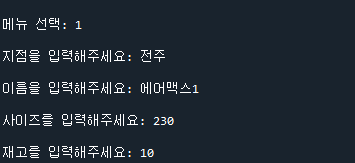 메뉴 선택: 1
지점을 입력해주세요: 전주
이름을 입력해주세요: 에어맥스1
사이즈을 입력해주세요: 230
재고을 입력해주세요: 10